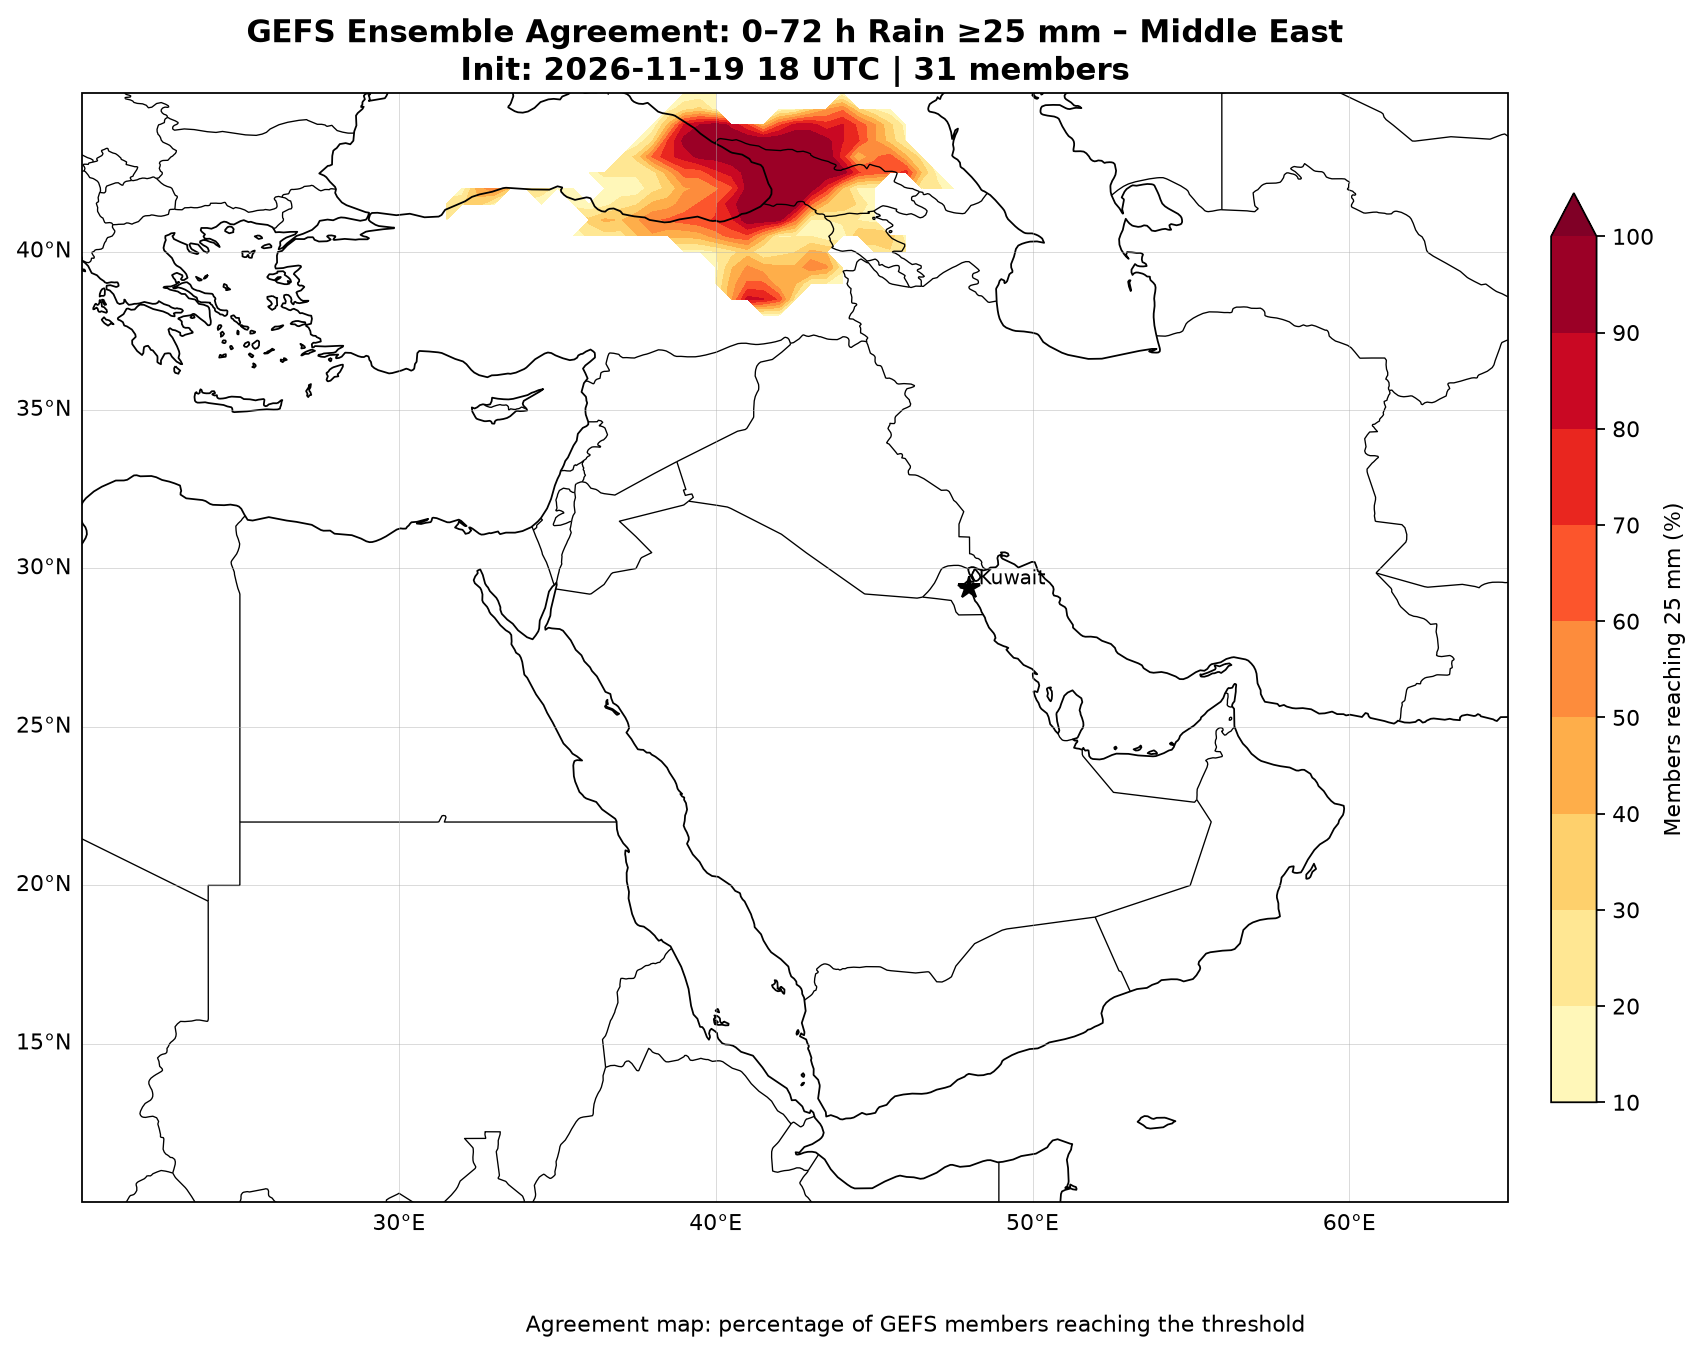 GEFS Ensemble Agreement: 0–72 h Rain ≥25 mm – Middle East
Init: 2026-11-19 18 UTC | 31 members
40°N
35°N
30°N
25°N
20°N
15°N
Kuwait
30°E
40°E
50°E
60°E
100
90
80
70
60
50
40
30
20
10
Members reaching 25 mm (%)
Agreement map: percentage of GEFS members reaching the threshold